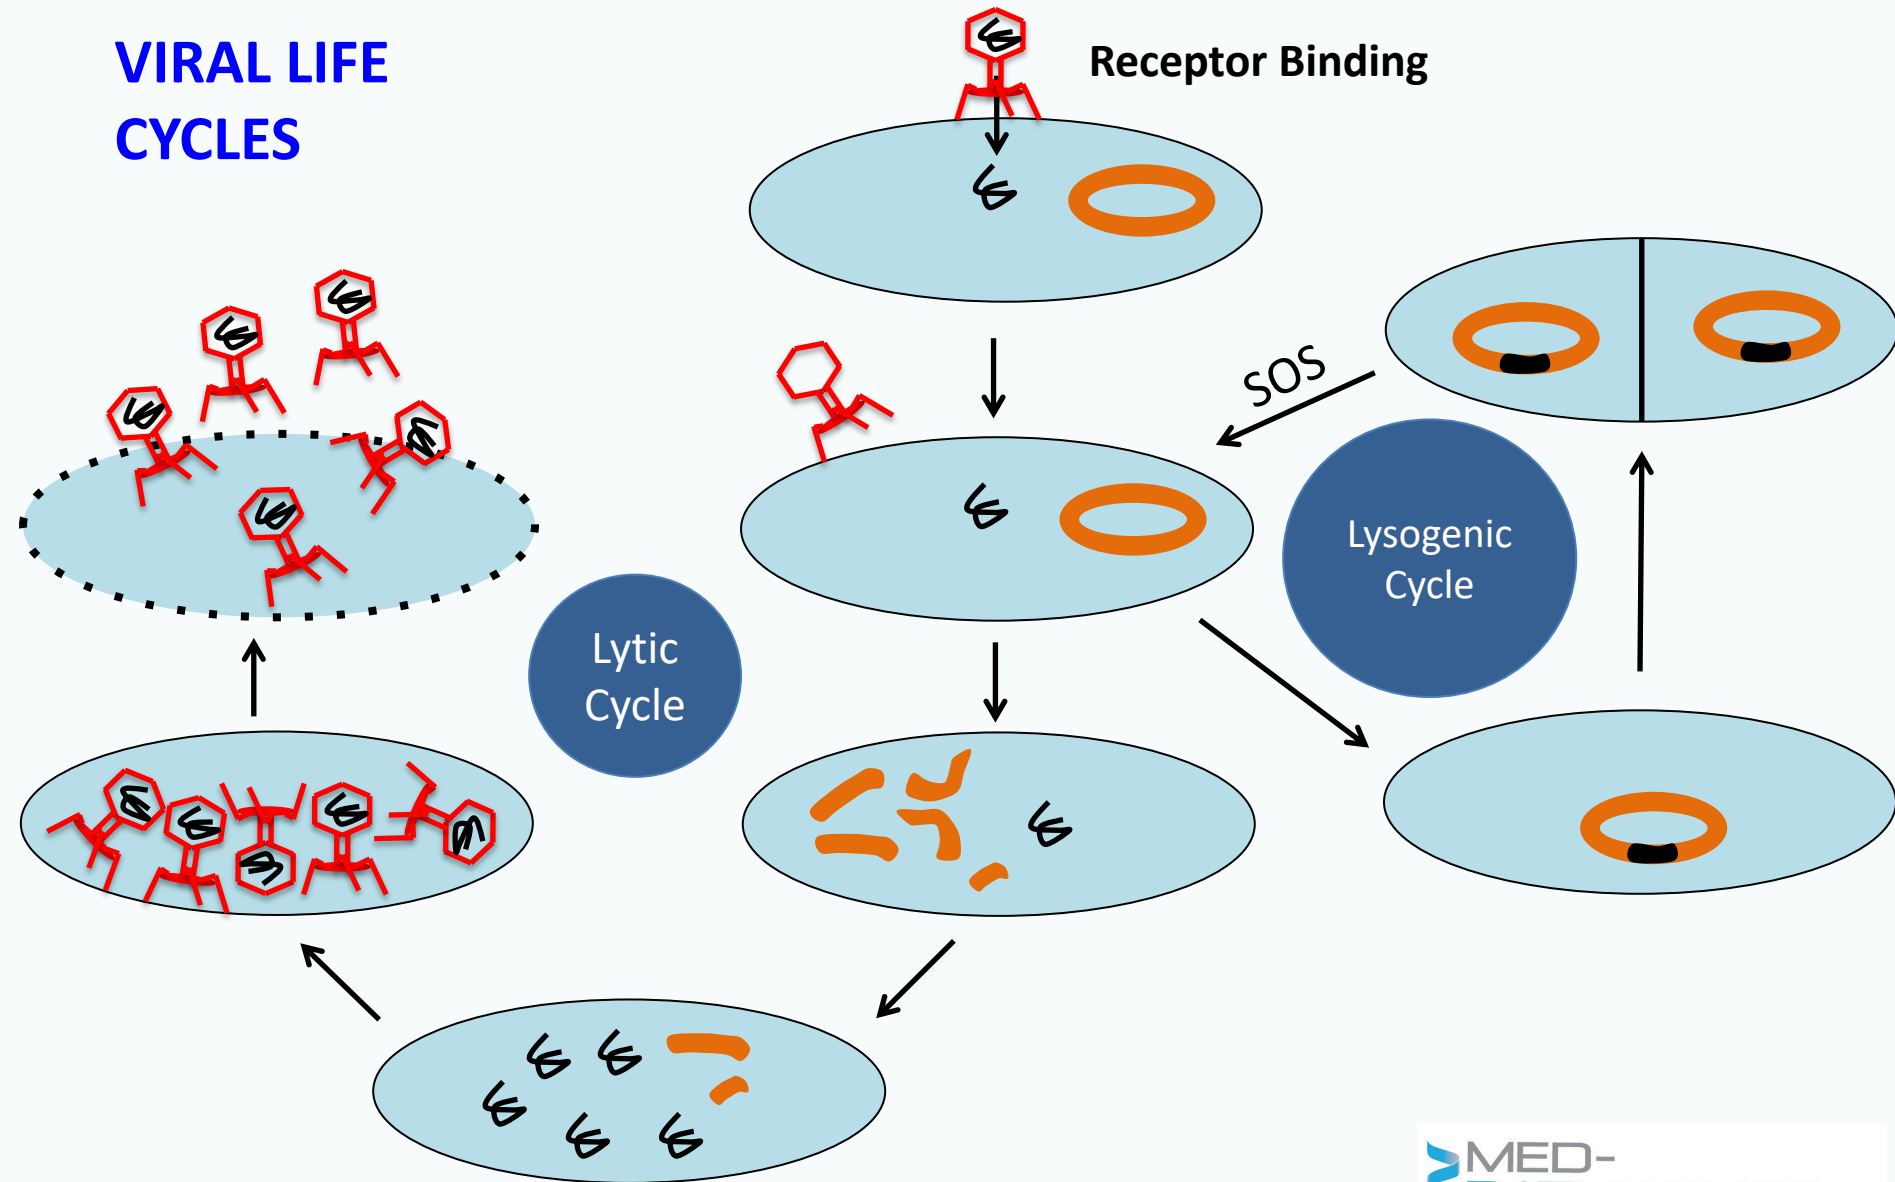 VIRAL LIFE
CYCLES
Receptor Binding
SOS
Lysogenic
Cycle
Lytic
Cycle
MED-